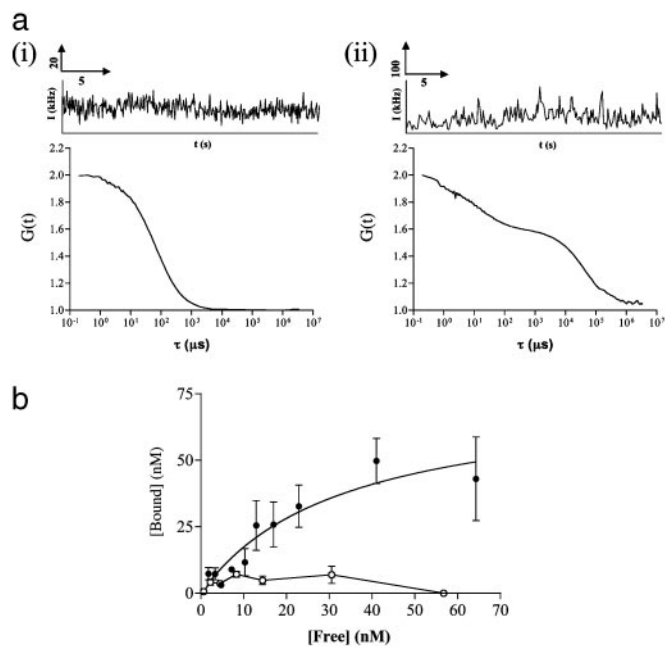 a
(i)
(ii)
20
5
I (kHz)
t (s)
100
5
I (kHz)
t (s)
2.2
2.0
1.8
1.6
1.4
1.2
1.0
G(t)
10⁻¹ 10⁰ 10¹ 10² 10³ 10⁴ 10⁵ 10⁶ 10⁷
τ (µs)
2.2
2.0
1.8
1.6
1.4
1.2
1.0
G(t)
10⁻¹ 10⁰ 10¹ 10² 10³ 10⁴ 10⁵ 10⁶ 10⁷
τ (µs)
b
75
50
25
0
[Bound] (nM)
0 10 20 30 40 50 60 70
[Free] (nM)